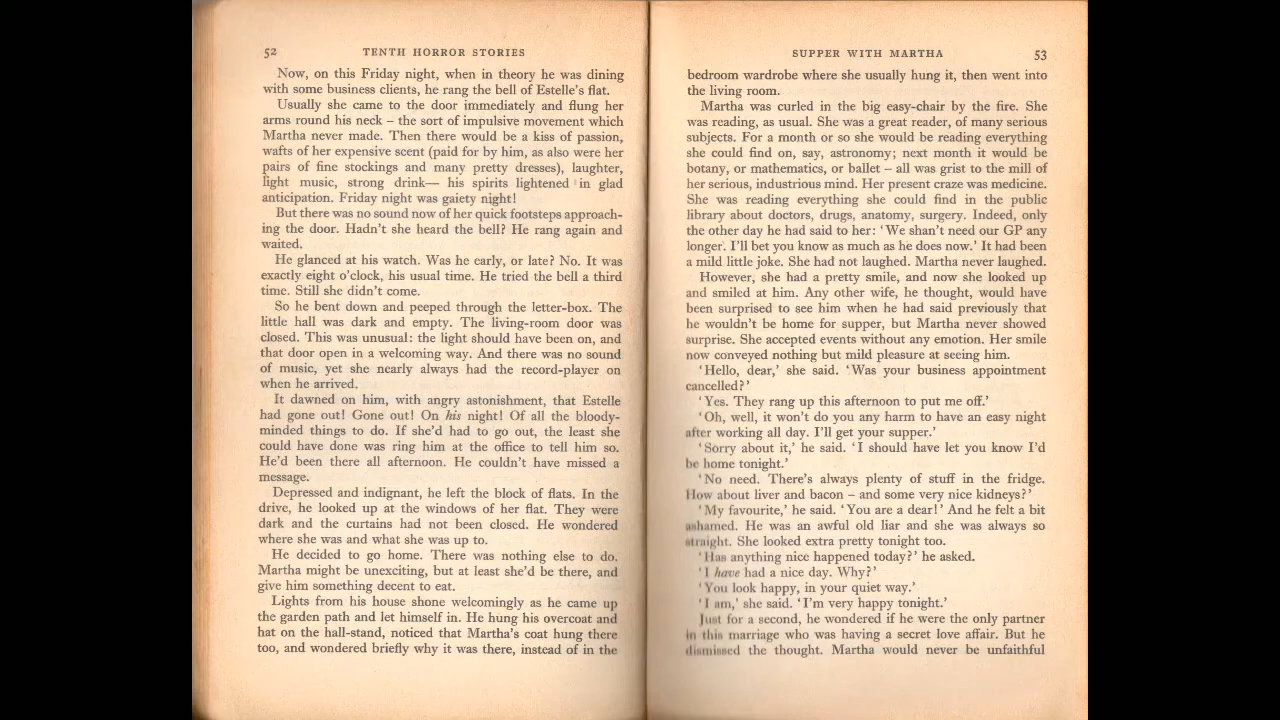 52
TENTH HORROR STORIES
Now, on this Friday night, when in theory he was dining
with some business clients, he rang the bell of Estelle's flat.
Usually she came to the door immediately and flung her
arms round his neck – the sort of impulsive movement which
Martha never made. Then there would be a kiss of passion,
wafts of her expensive scent (paid for by him, as also were her
pairs of fine stockings and many pretty dresses), laughter,
light music, strong drink— his spirits lightened in glad
anticipation. Friday night was gaiety night!
But there was no sound now of her quick footsteps approach-
ing the door. Hadn't she heard the bell? He rang again and
waited.
He glanced at his watch. Was he early, or late? No. It was
exactly eight o'clock, his usual time. He tried the bell a third
time. Still she didn't come.
So he bent down and peeped through the letter-box. The
little hall was dark and empty. The living-room door was
closed. This was unusual: the light should have been on, and
that door open in a welcoming way. And there was no sound
of music, yet she nearly always had the record-player on
when he arrived.
It dawned on him, with angry astonishment, that Estelle
had gone out! Gone out! On his night! Of all the bloody-
minded things to do. If she'd had to go out, the least she
could have done was ring him at the office to tell him so.
He'd been there all afternoon. He couldn't have missed a
message.
Depressed and indignant, he left the block of flats. In the
drive, he looked up at the windows of her flat. They were
dark and the curtains had not been closed. He wondered
where she was and what she was up to.
He decided to go home. There was nothing else to do.
Martha might be unexciting, but at least she'd be there, and
give him something decent to eat.
Lights from his house shone welcomingly as he came up
the garden path and let himself in. He hung his overcoat and
hat on the hall-stand, noticed that Martha's coat hung there
too, and wondered briefly why it was there, instead of in the
SUPPER WITH MARTHA
53
bedroom wardrobe where she usually hung it, then went into
the living room.
Martha was curled in the big easy-chair by the fire. She
was reading, as usual. She was a great reader, of many serious
subjects. For a month or so she would be reading everything
she could find on, say, astronomy; next month it would be
botany, or mathematics, or ballet – all was grist to the mill of
her serious, industrious mind. Her present craze was medicine.
She was reading everything she could find in the public
library about doctors, drugs, anatomy, surgery. Indeed, only
the other day he had said to her: 'We shan't need our GP any
longer. I'll bet you know as much as he does now.' It had been
a mild little joke. She had not laughed. Martha never laughed.
However, she had a pretty smile, and now she looked up
and smiled at him. Any other wife, he thought, would have
been surprised to see him when he had said previously that
he wouldn't be home for supper, but Martha never showed
surprise. She accepted events without any emotion. Her smile
now conveyed nothing but mild pleasure at seeing him.
'Hello, dear,' she said. 'Was your business appointment
cancelled?'
'Yes. They rang up this afternoon to put me off.'
'Oh, well, it won't do you any harm to have an easy night
after working all day. I'll get your supper.'
'Sorry about it,' he said. 'I should have let you know I'd
be home tonight.'
'No need. There's always plenty of stuff in the fridge.
How about liver and bacon – and some very nice kidneys?'
'My favourite,' he said. 'You are a dear!' And he felt a bit
ashamed. He was an awful old liar and she was always so
straight. She looked extra pretty tonight too.
'Has anything nice happened today?' he asked.
'I have had a nice day. Why?'
'You look happy, in your quiet way.'
'I am,' she said. 'I'm very happy tonight.'
Just for a second, he wondered if he were the only partner
in this marriage who was having a secret love affair. But he
dismissed the thought. Martha would never be unfaithful